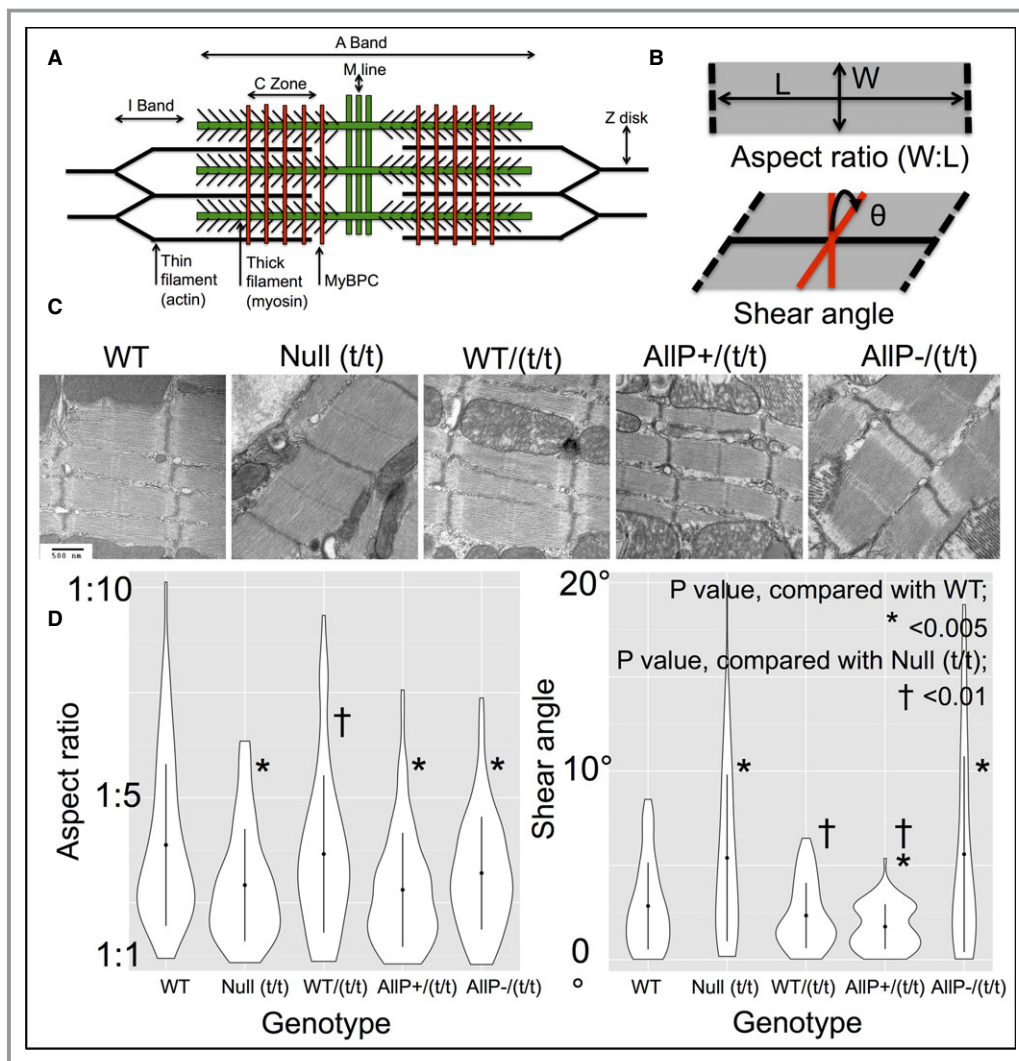 A
A Band
M line
C Zone
I Band
Z disk
Thin
filament
(actin)
Thick
filament
(myosin)
MyBPC
B
L
W
Aspect ratio (W:L)
θ
Shear angle
C
WT
Null (t/t)
WT/(t/t)
AllP+/(t/t)
AllP-/(t/t)
500 nm
D
Aspect ratio
1:10
1:5
1:1
*
†
*
*
WT
Null (t/t)
WT/(t/t)
AllP+/(t/t)
AllP-/(t/t)
Genotype
Shear angle
20°
10°
0
°
P value, compared with WT;
* <0.005
P value, compared with Null (t/t);
† <0.01
*
†
†
*
*
WT
Null (t/t)
WT/(t/t)
AllP+/(t/t)
AllP-/(t/t)
Genotype